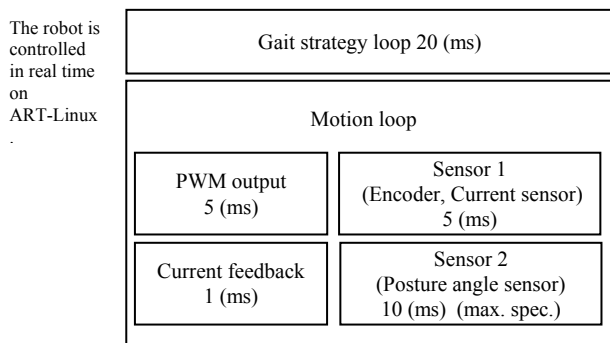 The robot is
controlled
in real time
on
ART-Linux
.
Gait strategy loop 20 (ms)
Motion loop
PWM output
5 (ms)
Sensor 1
(Encoder, Current sensor)
5 (ms)
Current feedback
1 (ms)
Sensor 2
(Posture angle sensor)
10 (ms) (max. spec.)